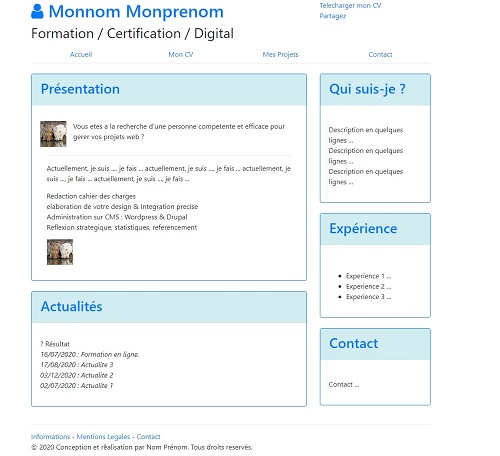 Monnom Monprenom
Formation / Certification / Digital
Telecharger mon CV
Partagez
Accueil
Mon CV
Mes Projets
Contact
Présentation
Vous etes a la recherche d'une personne competente et efficace pour
gerer vos projets web ?
Actuellement, je suis ..., je fais ... actuellement, je suis ..., je fais ... actuellement, je
suis ..., je fais ... actuellement, je suis ..., je fais ...
Redaction cahier des charges
elaboration de votre design & Integration precise
Administration sur CMS : Wordpress & Drupal
Reflexion strategique, statistiques, referencement
Actualités
? Résultat
16/07/2020 : Formation en ligne.
17/08/2020 : Actualite 3
03/12/2020 : Actualite 2
02/07/2020 : Actualite 1
Qui suis-je ?
Description en quelques
lignes ...
Description en quelques
lignes ...
Description en quelques
lignes ...
Expérience
Experience 1 ...
Experience 2 ...
Experience 3 ...
Contact
Contact ...
Informations - Mentions Legales - Contact
© 2020 Conception et réalisation par Nom Prénom. Tous droits reservés.